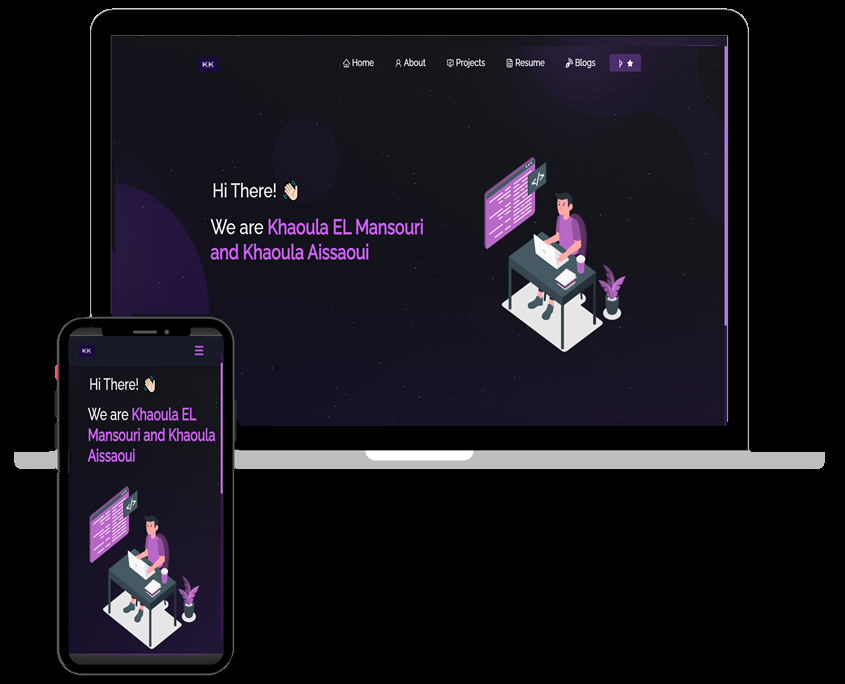 KK
Home About Projects Resume Blogs
Hi There! 👋🏻
We are Khaoula EL Mansouri
and Khaoula Aissaoui
</>
KK
Hi There! 👋🏻
We are Khaoula EL
Mansouri and Khaoula
Aissaoui
</>